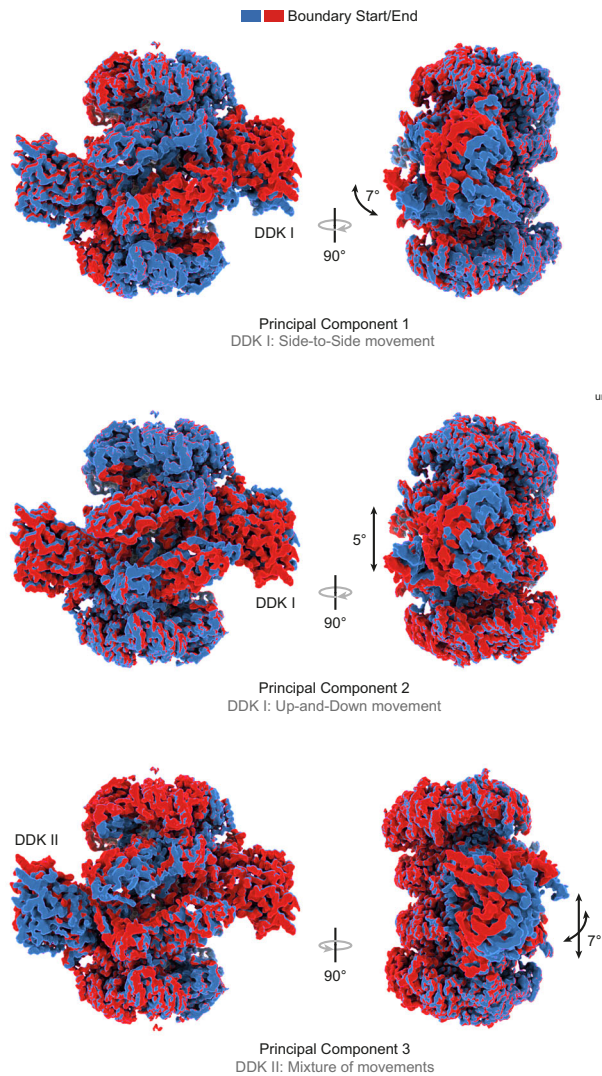 Boundary Start/End
DDK I
7°
90°
Principal Component 1
DDK I: Side-to-Side movement
DDK I
5°
90°
Principal Component 2
DDK I: Up-and-Down movement
DDK II
7°
90°
Principal Component 3
DDK II: Mixture of movements